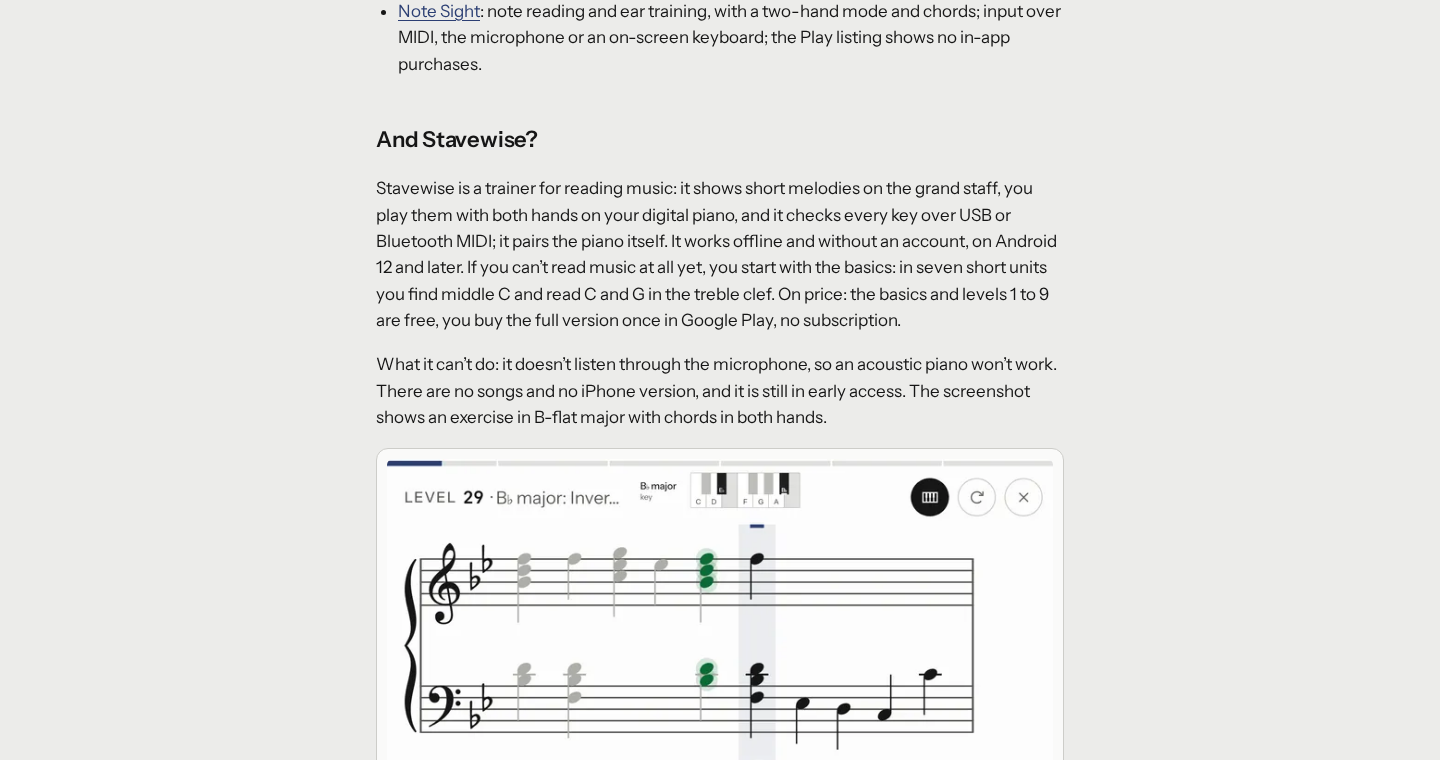 Note Sight: note reading and ear training, with a two-hand mode and chords; input over
MIDI, the microphone or an on-screen keyboard; the Play listing shows no in-app
purchases.
And Stavewise?
Stavewise is a trainer for reading music: it shows short melodies on the grand staff, you
play them with both hands on your digital piano, and it checks every key over USB or
Bluetooth MIDI; it pairs the piano itself. It works offline and without an account, on Android
12 and later. If you can’t read music at all yet, you start with the basics: in seven short units
you find middle C and read C and G in the treble clef. On price: the basics and levels 1 to 9
are free, you buy the full version once in Google Play, no subscription.
What it can’t do: it doesn’t listen through the microphone, so an acoustic piano won’t work.
There are no songs and no iPhone version, and it is still in early access. The screenshot
shows an exercise in B-flat major with chords in both hands.
LEVEL 29 · B♭ major: Inver...
B♭ major
key
E♭ B♭
C D F G A